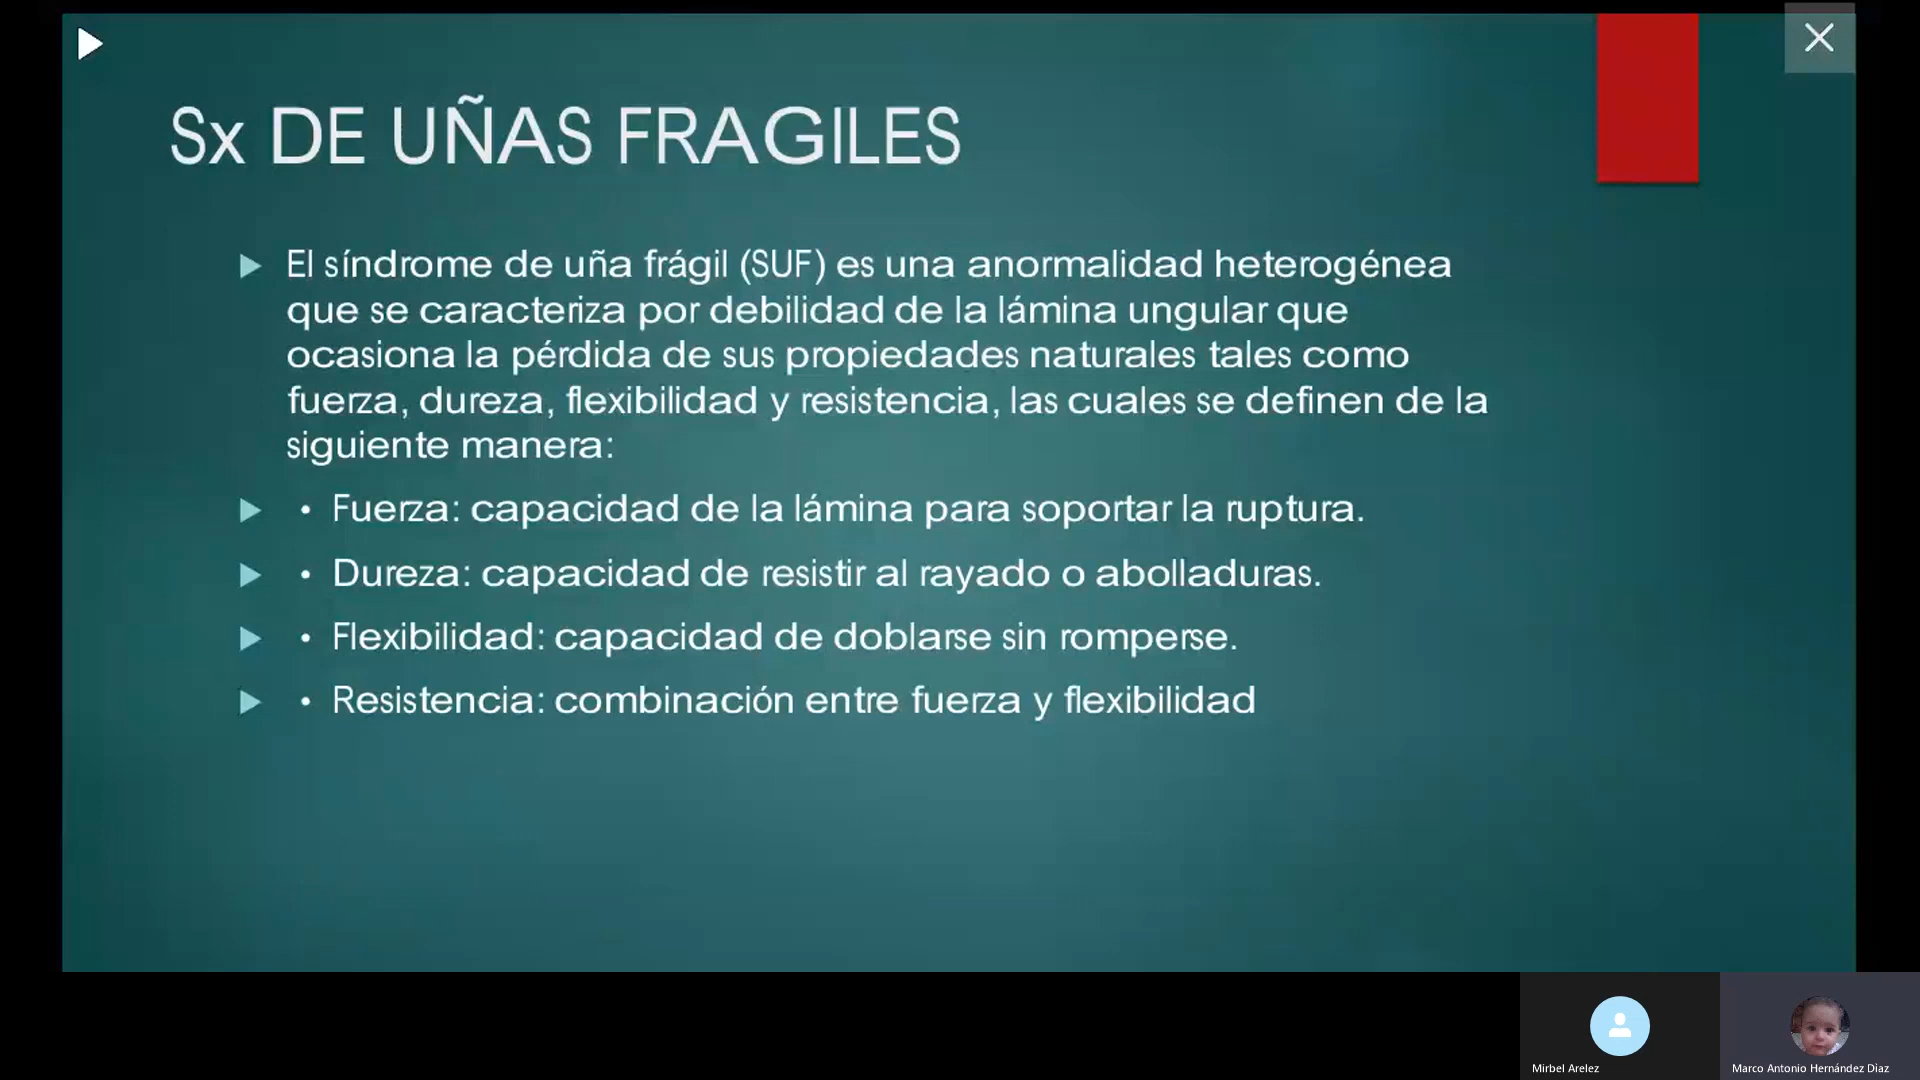 Sx DE UÑAS FRAGILES
El síndrome de uña frágil (SUF) es una anormalidad heterogénea
que se caracteriza por debilidad de la lámina ungular que
ocasiona la pérdida de sus propiedades naturales tales como
fuerza, dureza, flexibilidad y resistencia, las cuales se definen de la
siguiente manera:
• Fuerza: capacidad de la lámina para soportar la ruptura.
• Dureza: capacidad de resistir al rayado o abolladuras.
• Flexibilidad: capacidad de doblarse sin romperse.
• Resistencia: combinación entre fuerza y flexibilidad
Mirbel Arelez
Marco Antonio Hernández Dìaz